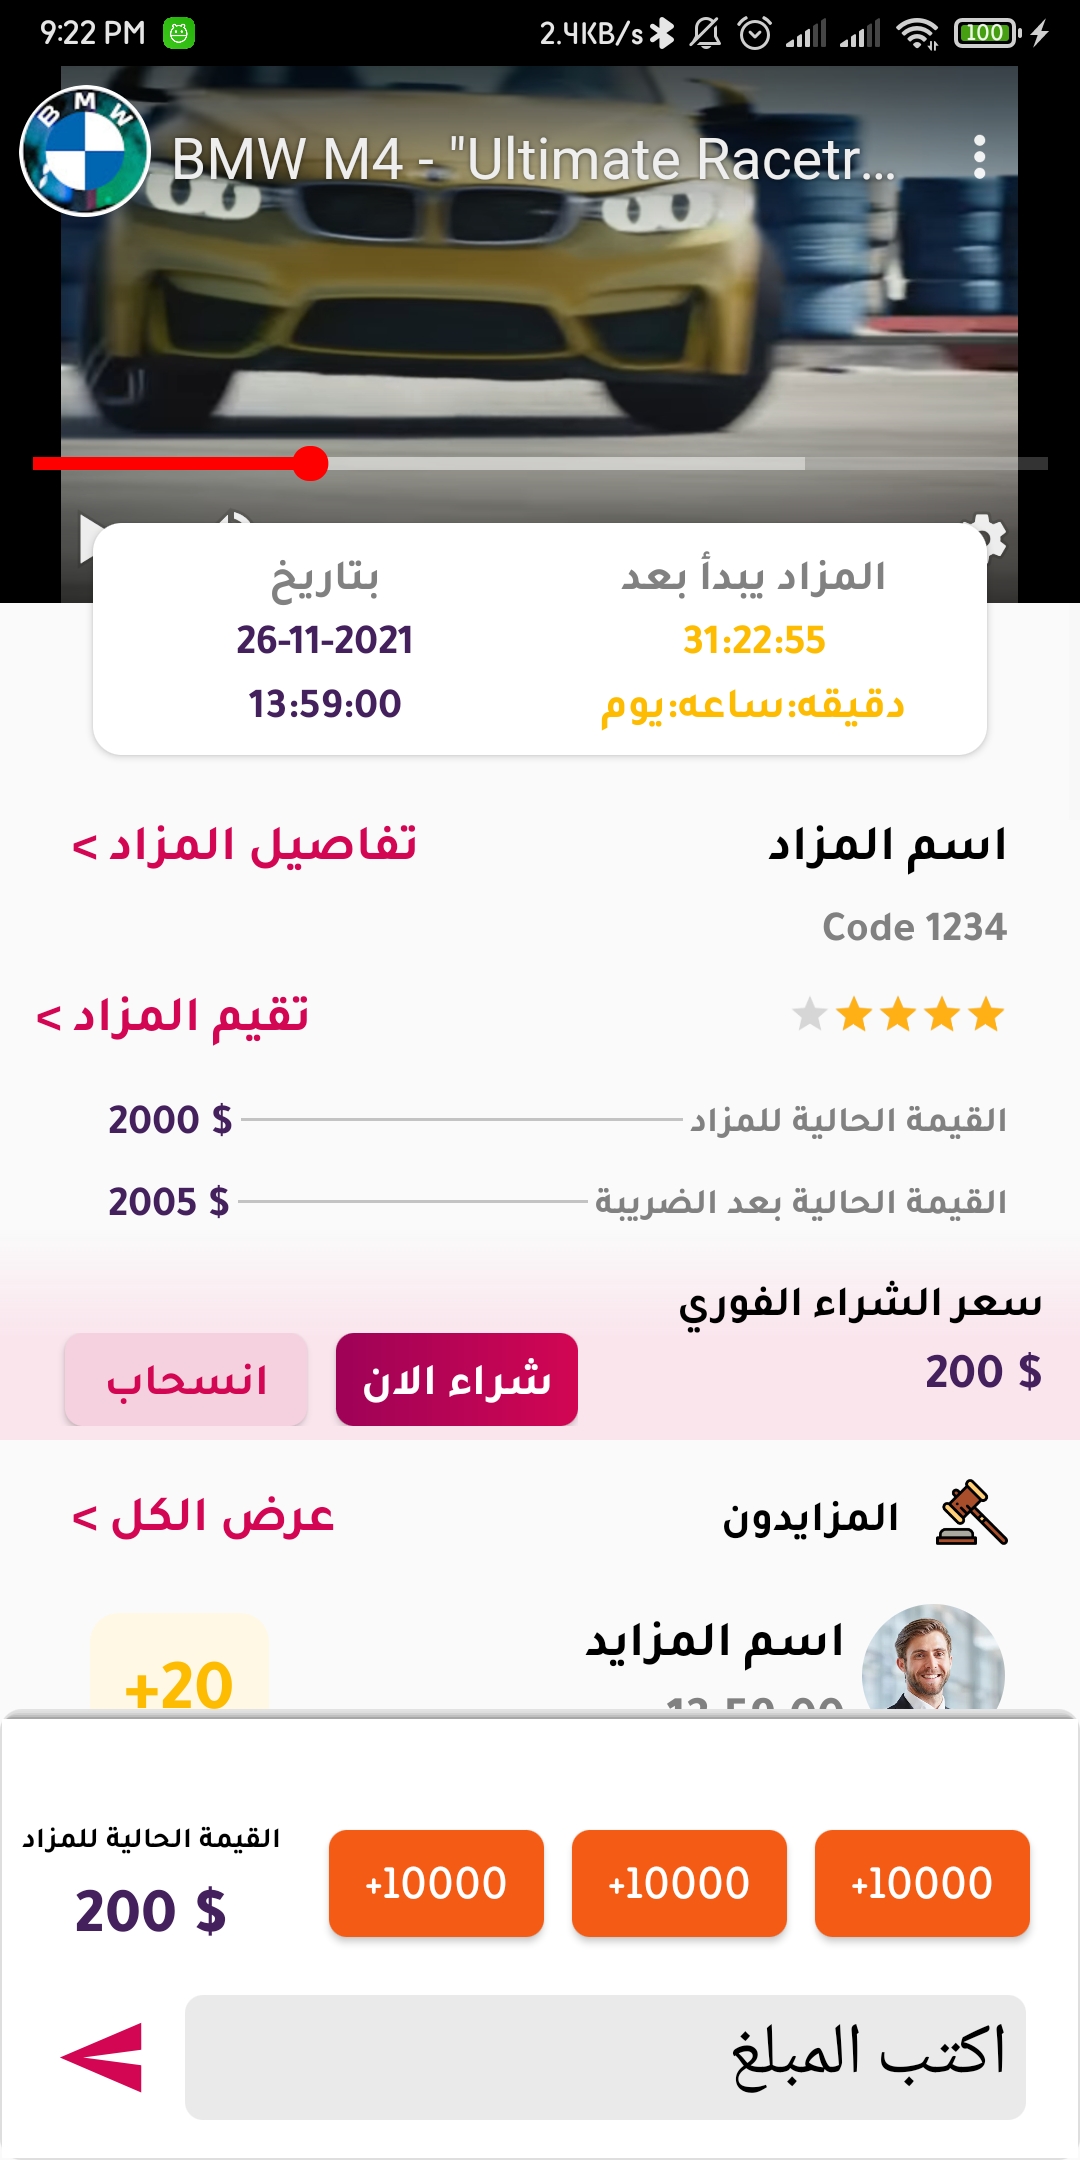 9:22 PM
2.4KB/s
100
BMW
BMW M4 - "Ultimate Racetr...
المزاد يبدأ بعد
بتاريخ
31:22:55
26-11-2021
دقيقه:ساعه:يوم
13:59:00
اسم المزاد
تفاصيل المزاد >
Code 1234
تقيم المزاد >
القيمة الحالية للمزاد
2000 $
القيمة الحالية بعد الضريبة
2005 $
سعر الشراء الفوري
200 $
شراء الان
انسحاب
المزايدون
عرض الكل >
اسم المزايد
+20
القيمة الحالية للمزاد
200 $
+10000
+10000
+10000
اكتب المبلغ